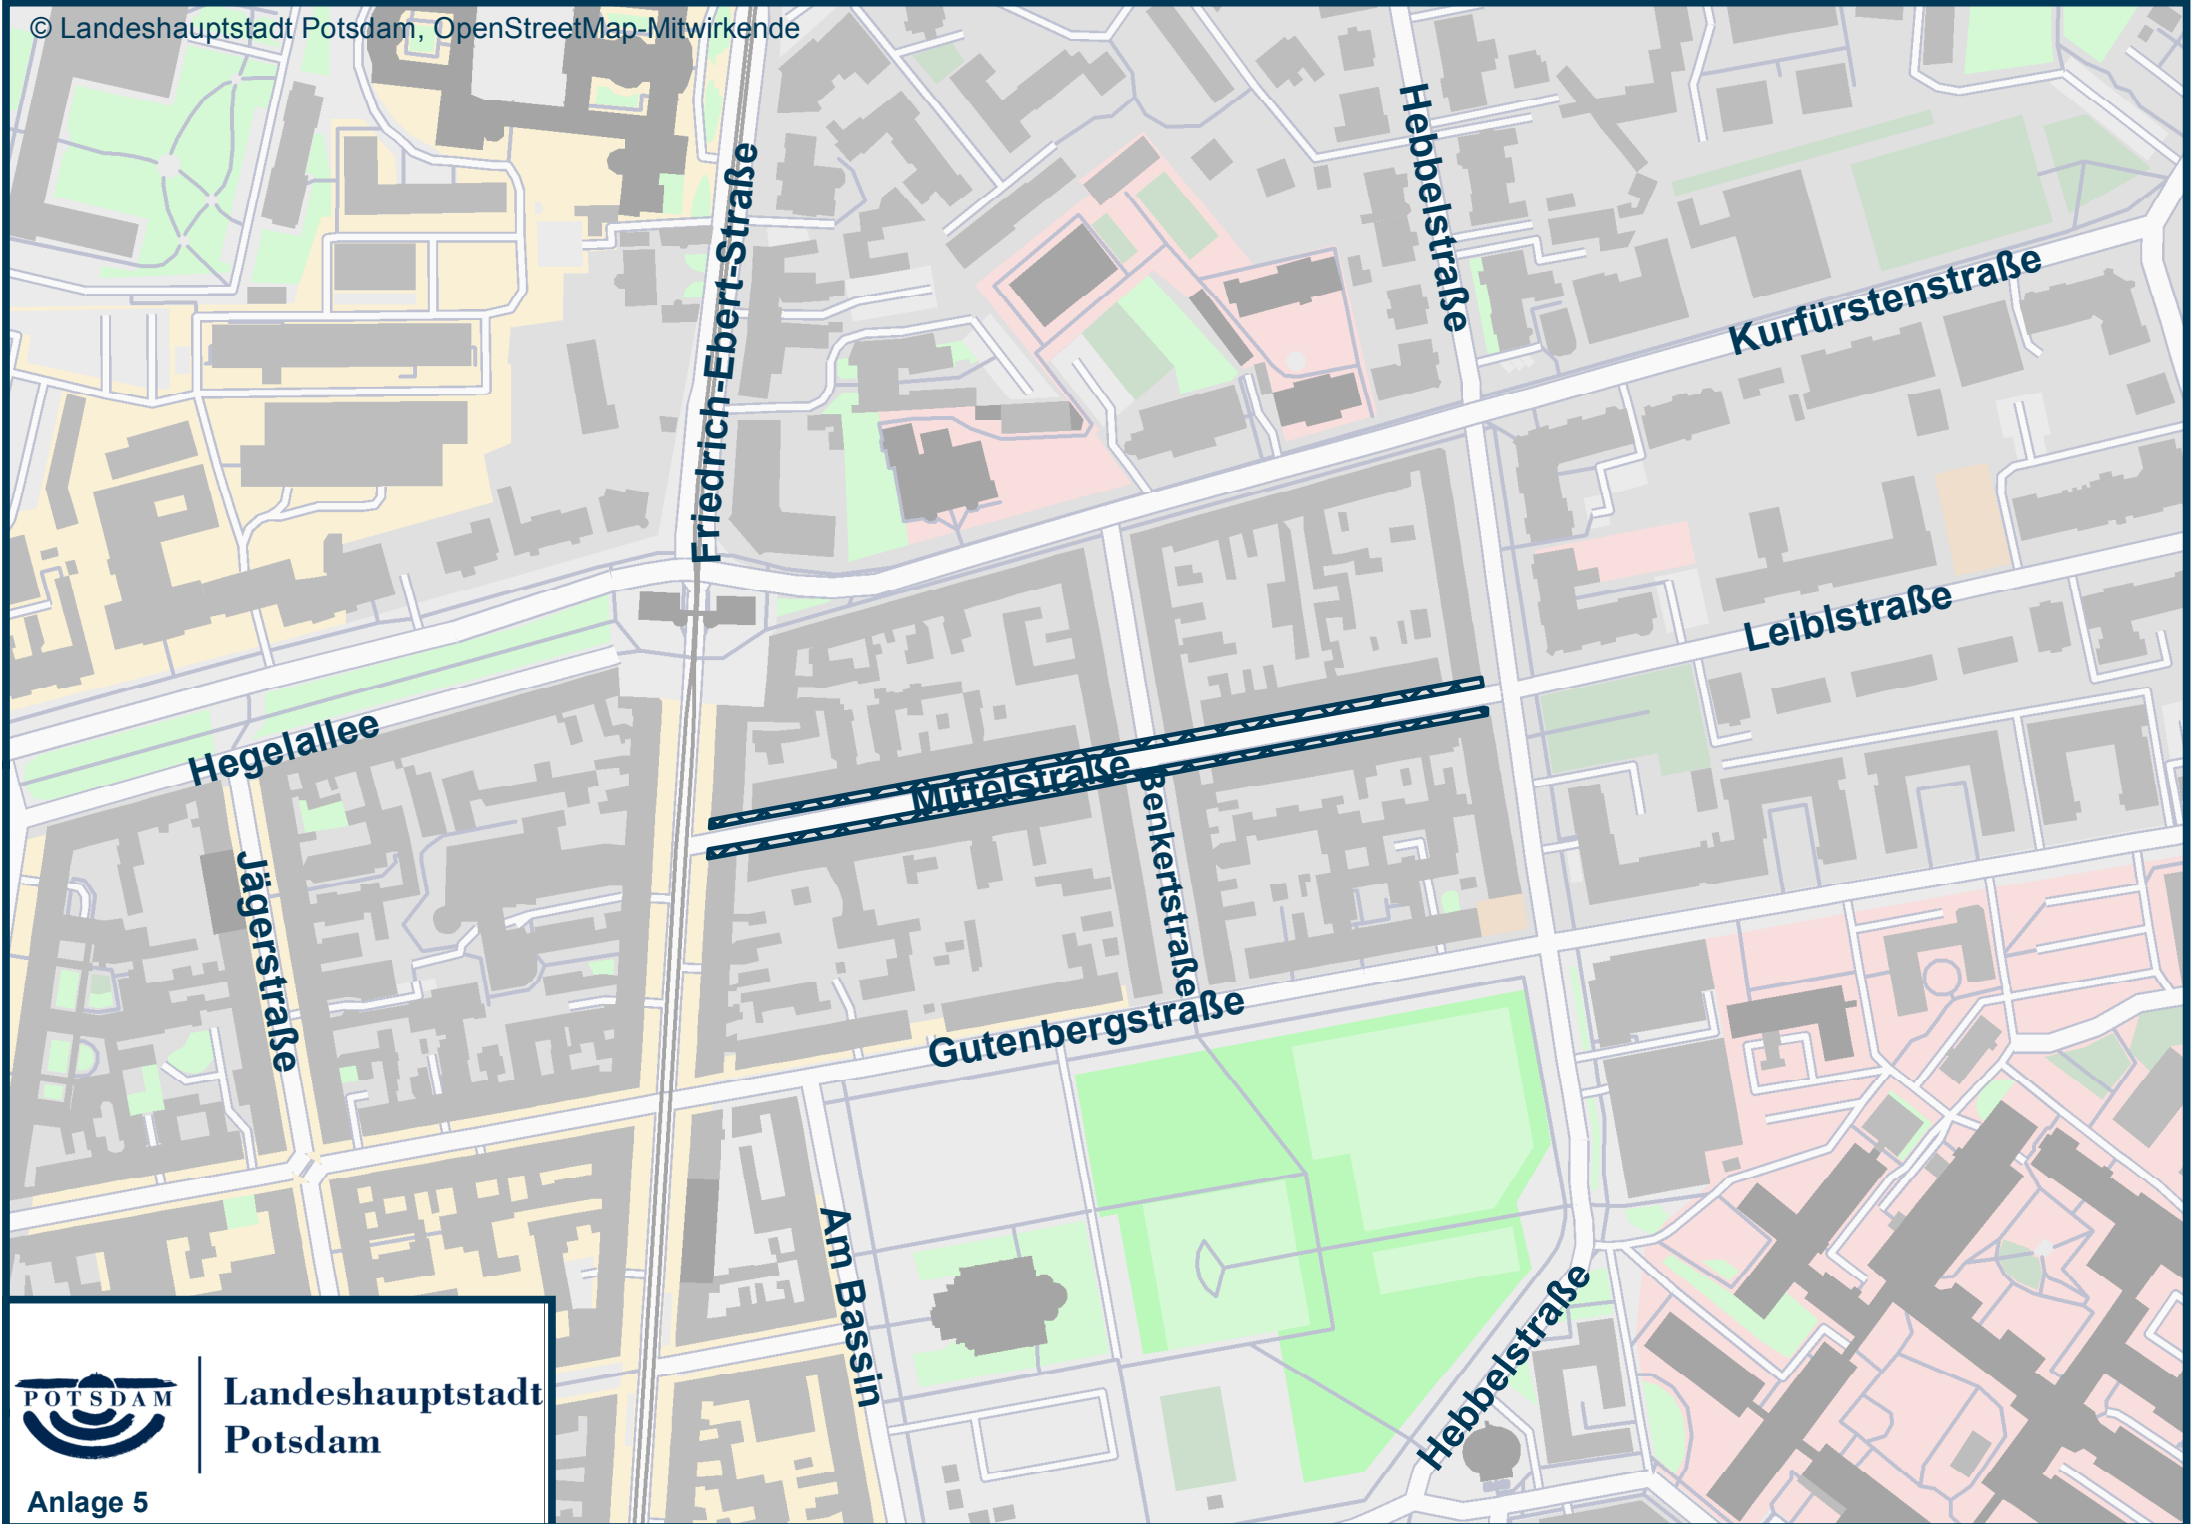 © Landeshauptstadt Potsdam, OpenStreetMap-Mitwirkende
Hebbelstraße
Friedrich-Ebert-Straße
Kurfürstenstraße
Leiblstraße
Hegelallee
Mittelstraße
Benkertstraße
Jägerstraße
Gutenbergstraße
Am Bassin
Hebbelstraße
POTSDAM
Landeshauptstadt
Potsdam
Anlage 5